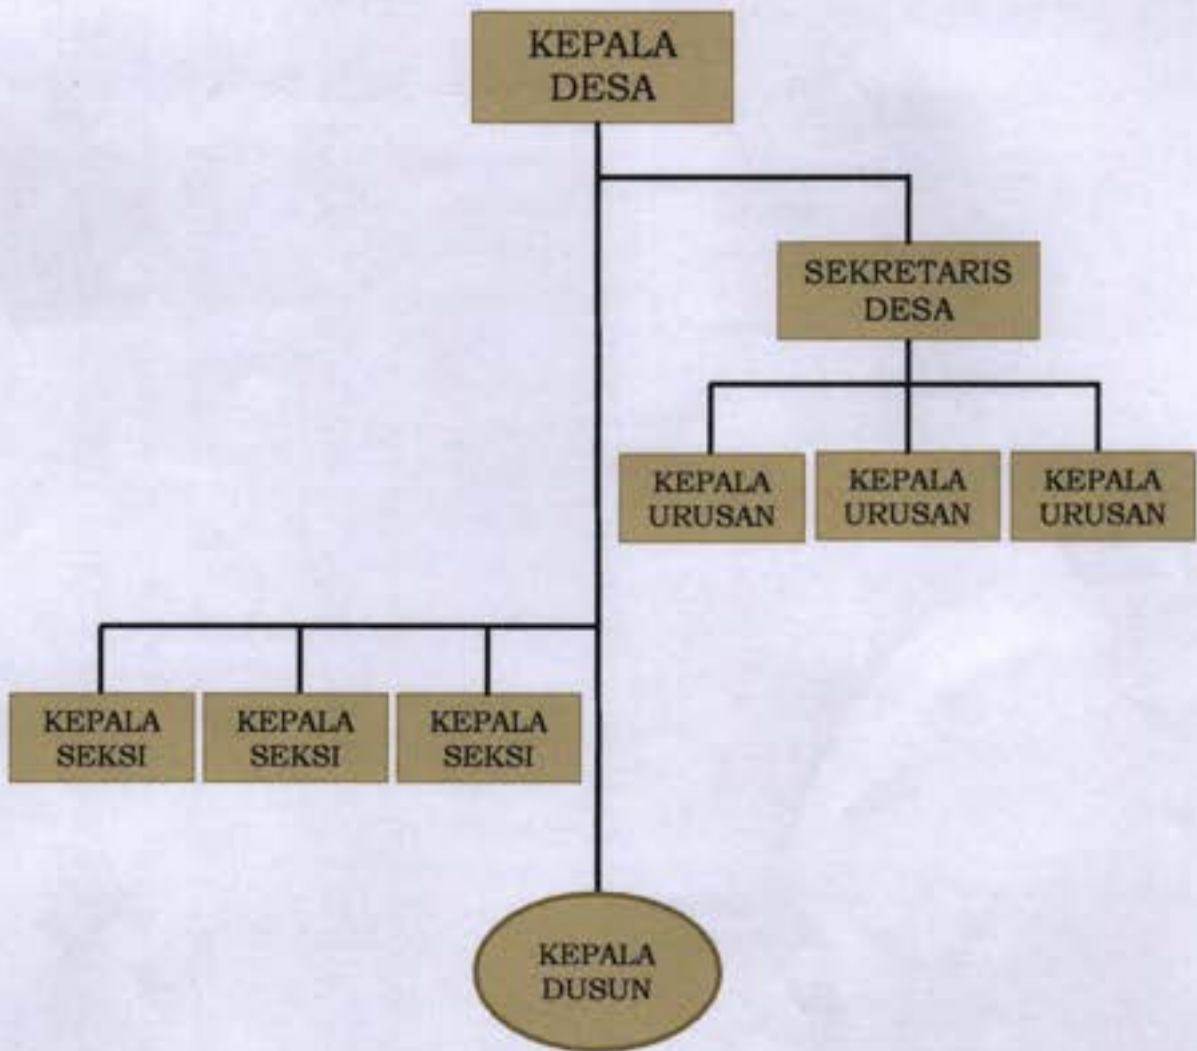 KEPALA
DESA
SEKRETARIS
DESA
KEPALA
URUSAN
KEPALA
URUSAN
KEPALA
URUSAN
KEPALA
SEKSI
KEPALA
SEKSI
KEPALA
SEKSI
KEPALA
DUSUN